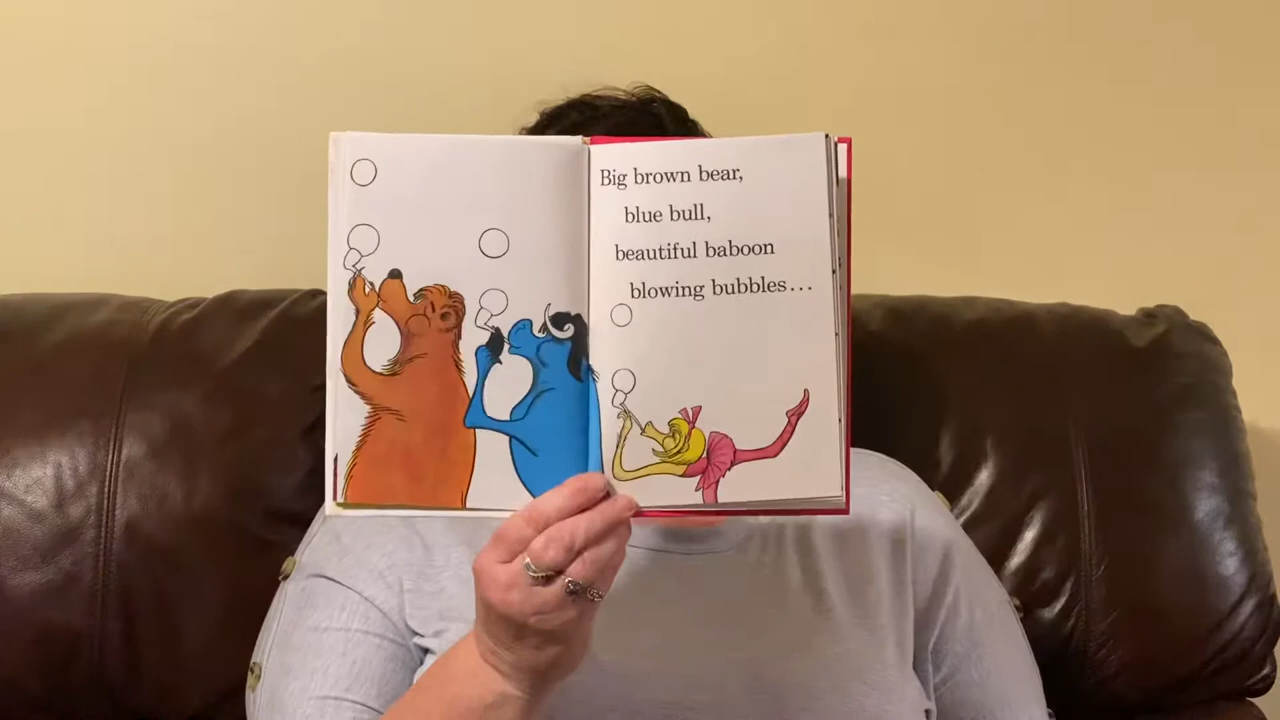 Big brown bear,
blue bull,
beautiful baboon
blowing bubbles...